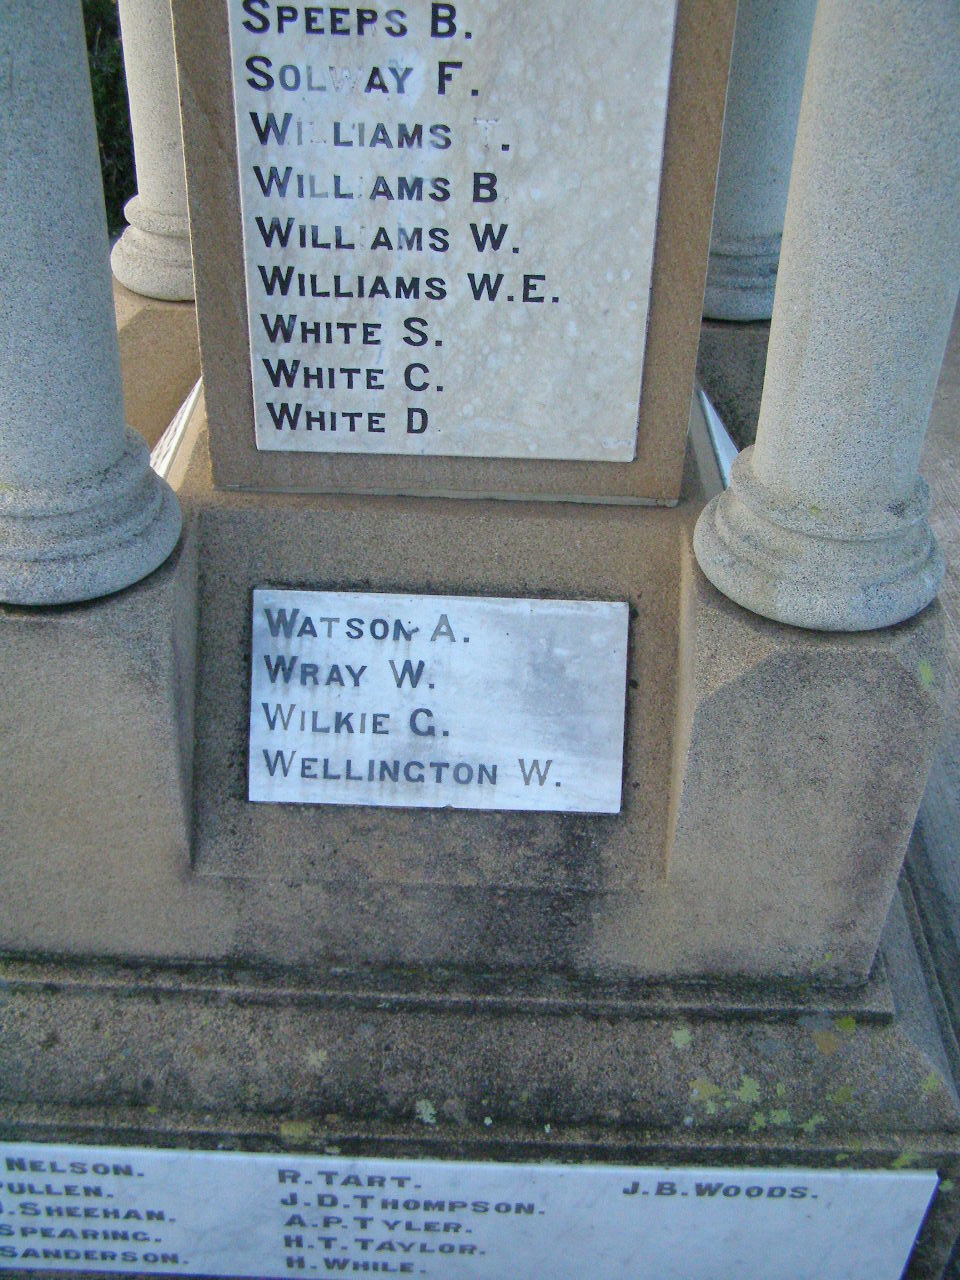 SPEEPS B.
SOLWAY F.
WILLIAMS T.
WILLIAMS B
WILLIAMS W.
WILLIAMS W.E.
WHITE S.
WHITE C.
WHITE D
WATSON A.
WRAY W.
WILKIE G.
WELLINGTON W.
NELSON. R.TART. J.B.WOODS.
PULLEN. J.D.THOMPSON.
SHEEHAN. A.P.TYLER.
SPEARING. H.T.TAYLOR.
SANDERSON. H.WHILE.